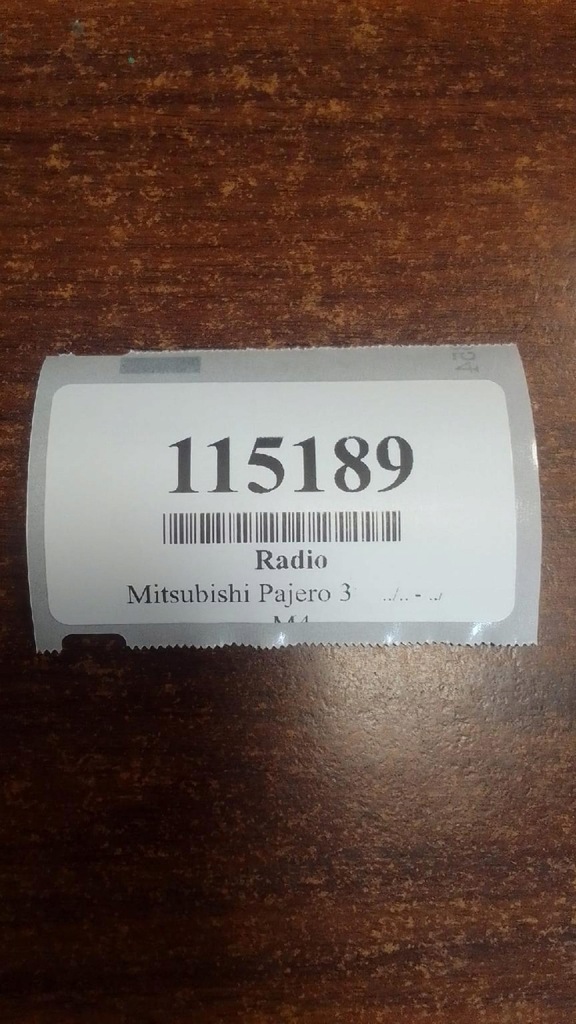 115189
Radio
Mitsubishi Pajero 3 ../.. - ../